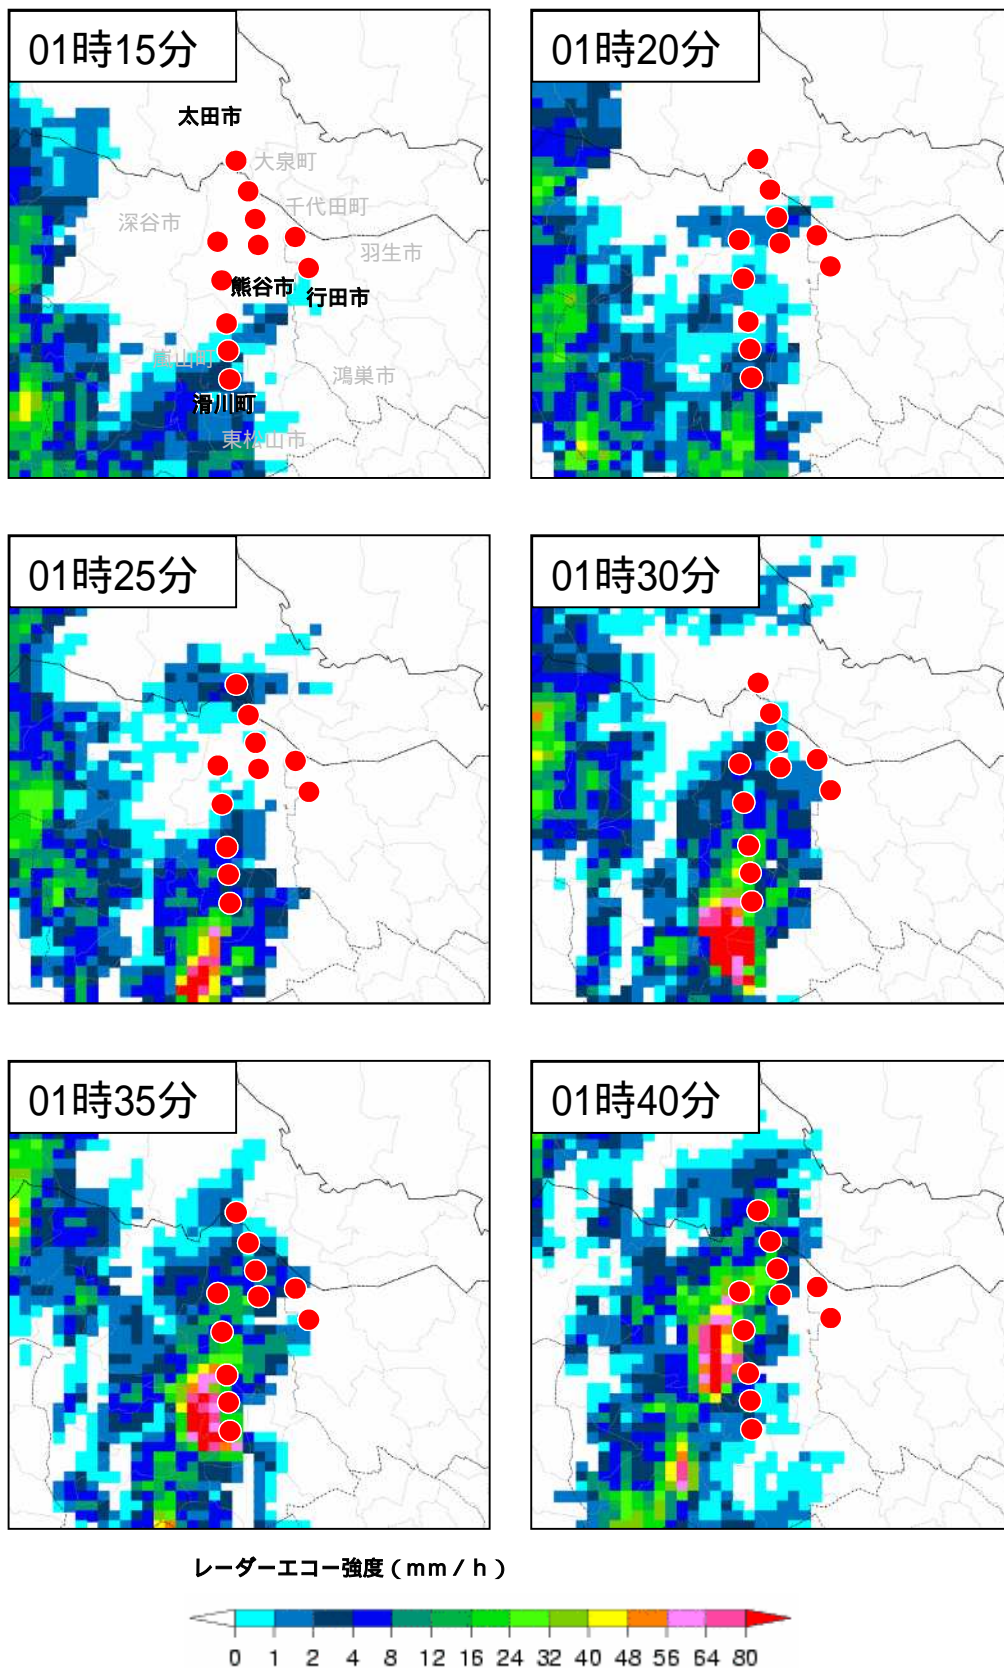 01時15分
01時20分
太田市
大泉町
千代田町
深谷市
羽生市
熊谷市
行田市
嵐山町
鴻巣市
滑川町
東松山市
01時25分
01時30分
01時35分
01時40分
レーダーエコー強度（mm／h）
0 1 2 4 8 12 16 24 32 40 48 56 64 80